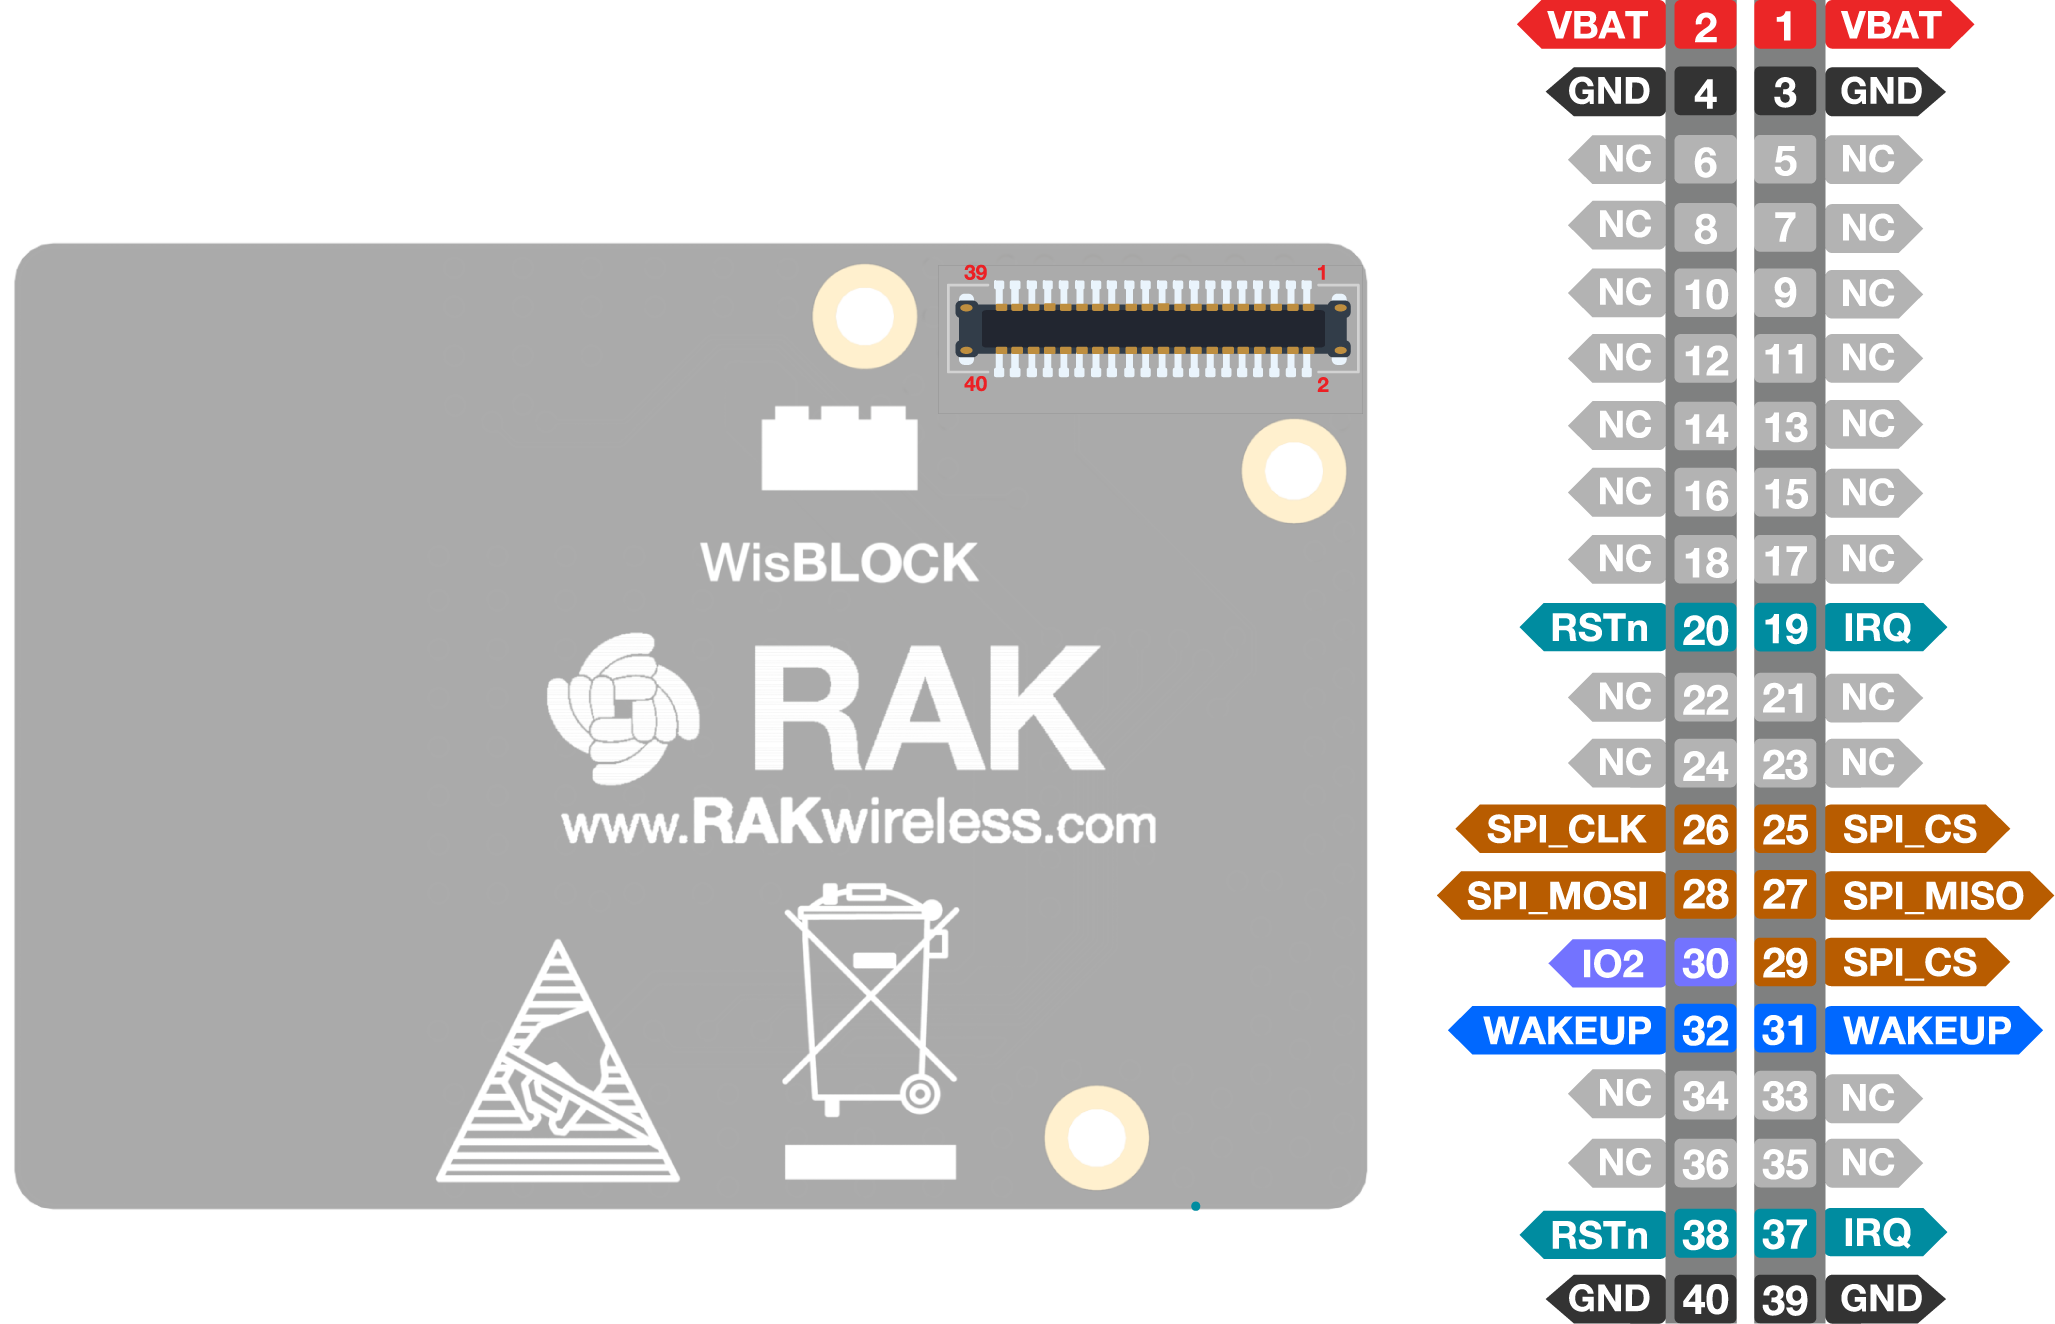 39 1
40 2
WisBLOCK
RAK
www.RAKwireless.com
VBAT 2 1 VBAT
GND 4 3 GND
NC 6 5 NC
NC 8 7 NC
NC 10 9 NC
NC 12 11 NC
NC 14 13 NC
NC 16 15 NC
NC 18 17 NC
RSTn 20 19 IRQ
NC 22 21 NC
NC 24 23 NC
SPI_CLK 26 25 SPI_CS
SPI_MOSI 28 27 SPI_MISO
IO2 30 29 SPI_CS
WAKEUP 32 31 WAKEUP
NC 34 33 NC
NC 36 35 NC
RSTn 38 37 IRQ
GND 40 39 GND